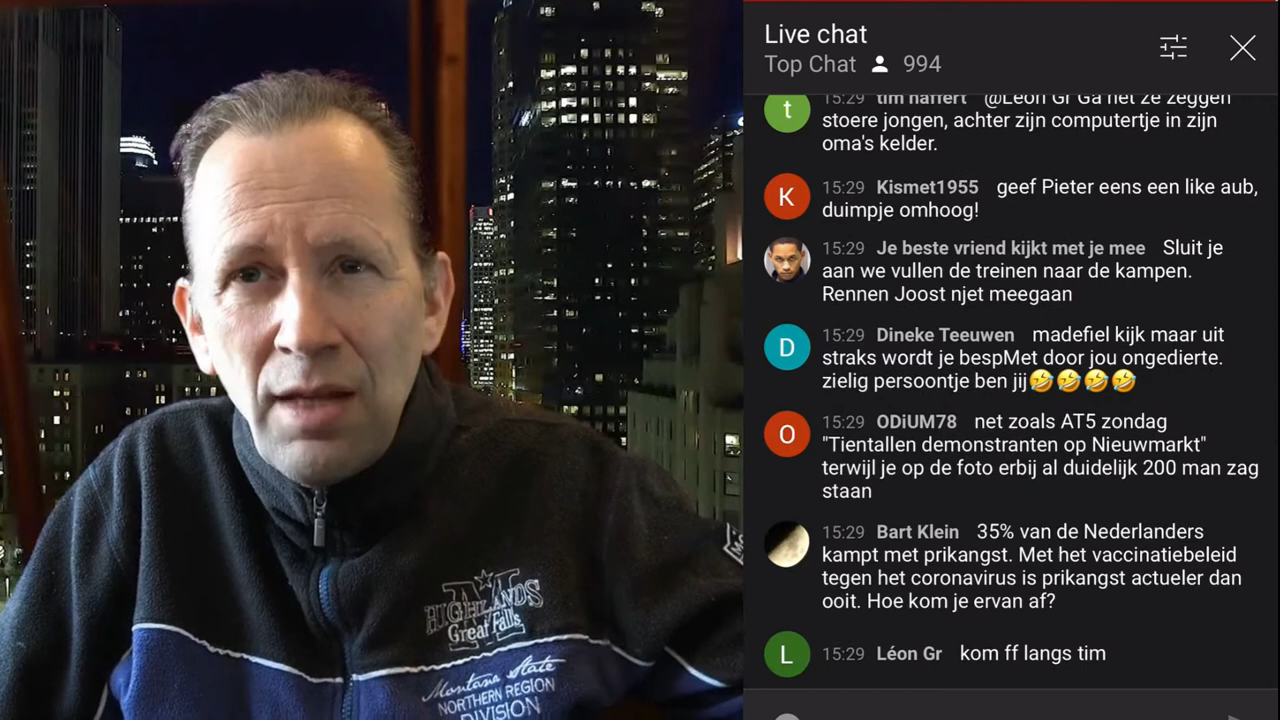 HIGHLANDS
Great Falls
Montana State
NORTHERN REGION
DIVISION
Live chat
Top Chat 994
t 15:29 tim haffert @Léon Gr Ga net ze zeggen
stoere jongen, achter zijn computertje in zijn
oma's kelder.
K 15:29 Kismet1955 geef Pieter eens een like aub,
duimpje omhoog!
15:29 Je beste vriend kijkt met je mee Sluit je
aan we vullen de treinen naar de kampen.
Rennen Joost njet meegaan
D 15:29 Dineke Teeuwen madefiel kijk maar uit
straks wordt je bespMet door jou ongedierte.
zielig persoontje ben jij🤣🤣🤣🤣
O 15:29 ODiUM78 net zoals AT5 zondag
"Tientallen demonstranten op Nieuwmarkt"
terwijl je op de foto erbij al duidelijk 200 man zag
staan
15:29 Bart Klein 35% van de Nederlanders
kampt met prikangst. Met het vaccinatiebeleid
tegen het coronavirus is prikangst actueler dan
ooit. Hoe kom je ervan af?
L 15:29 Léon Gr kom ff langs tim